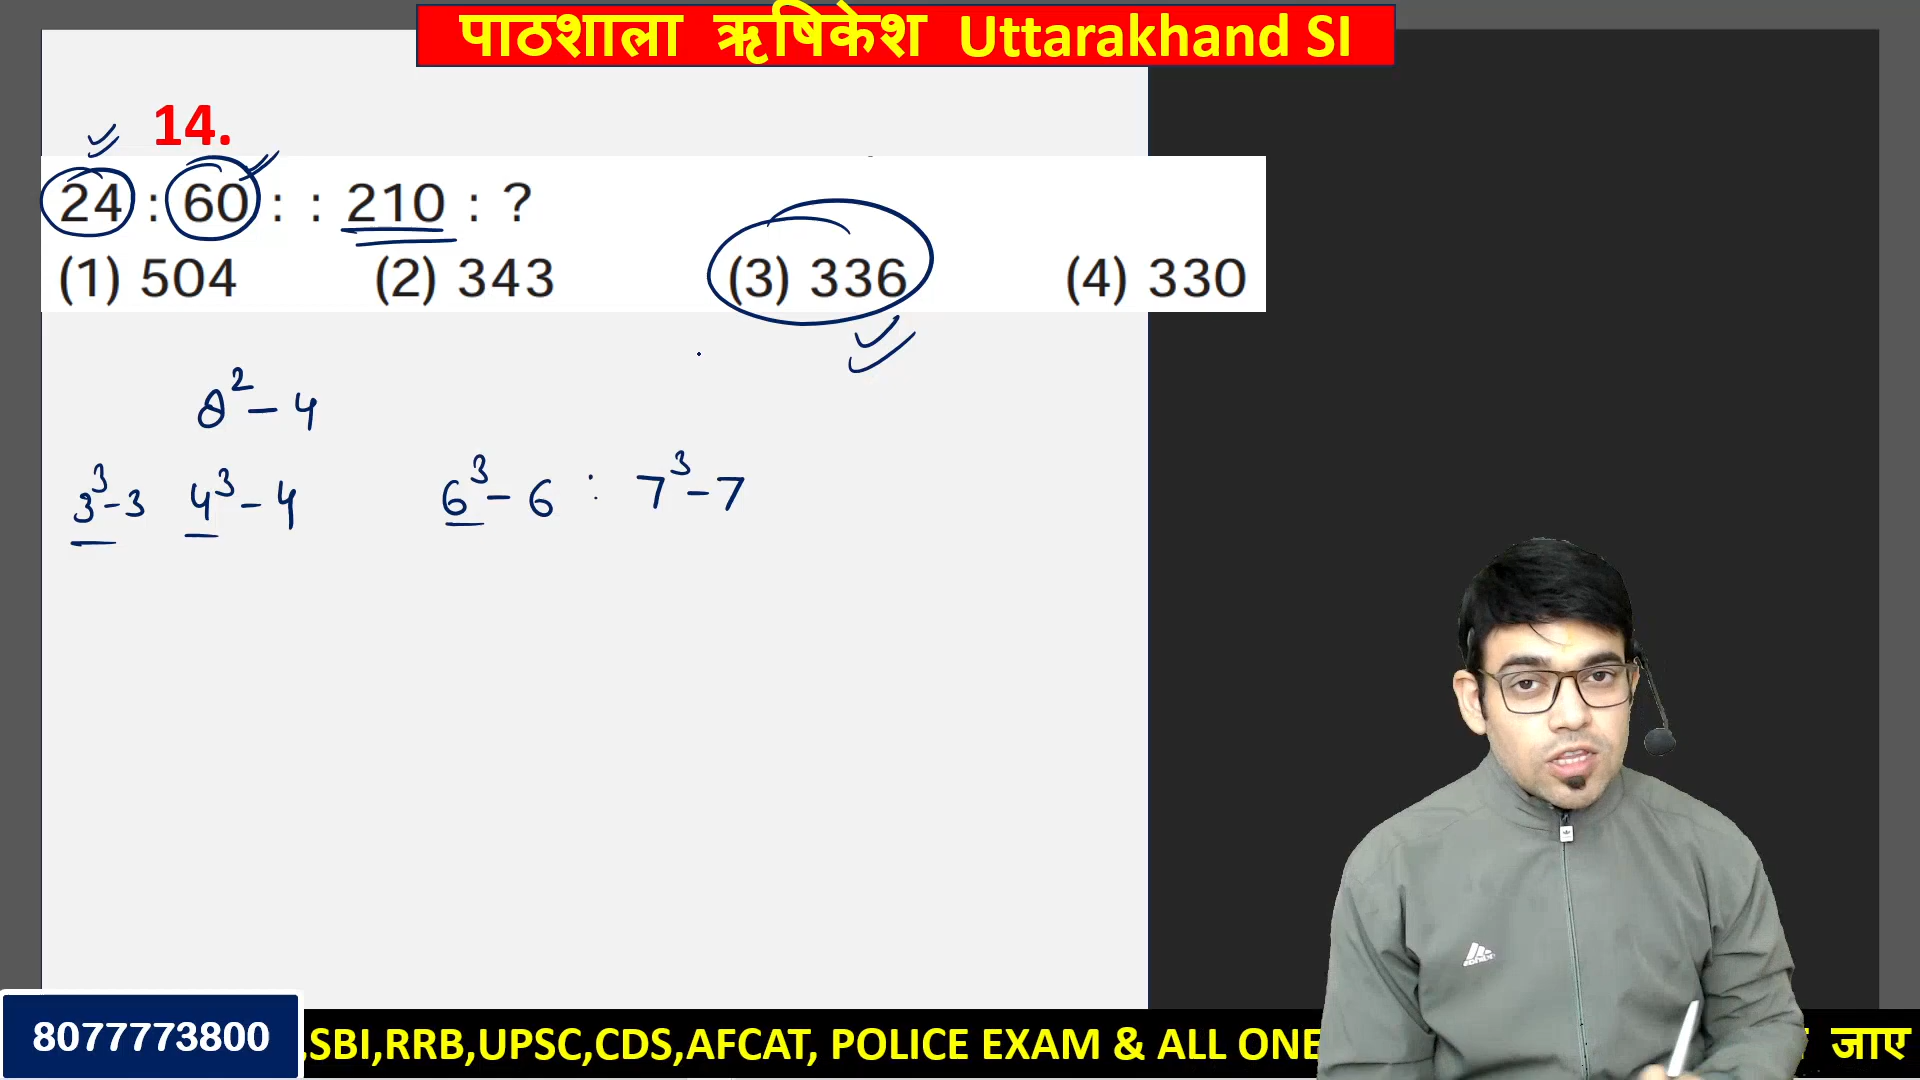 पाठशाला ऋषिकेश Uttarakhand SI
14.
24 : 60 : : 210 : ?
(1) 504 (2) 343 (3) 336 (4) 330
8² - 4
3³ - 3 4³ - 4 6³ - 6 : 7³ - 7
8077773800
,SBI,RRB,UPSC,CDS,AFCAT, POLICE EXAM & ALL ONE जाए